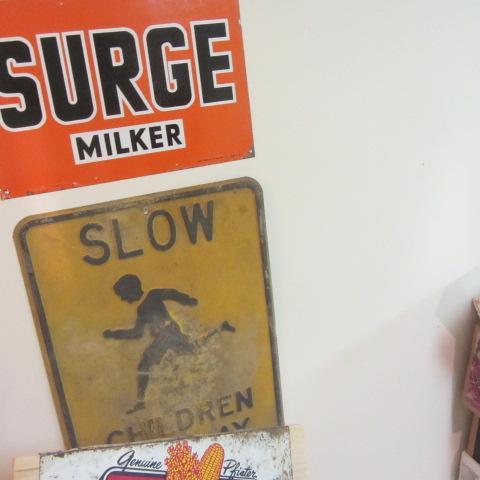 SURGE
MILKER
SLOW
CHILDREN
Genuine Pfister